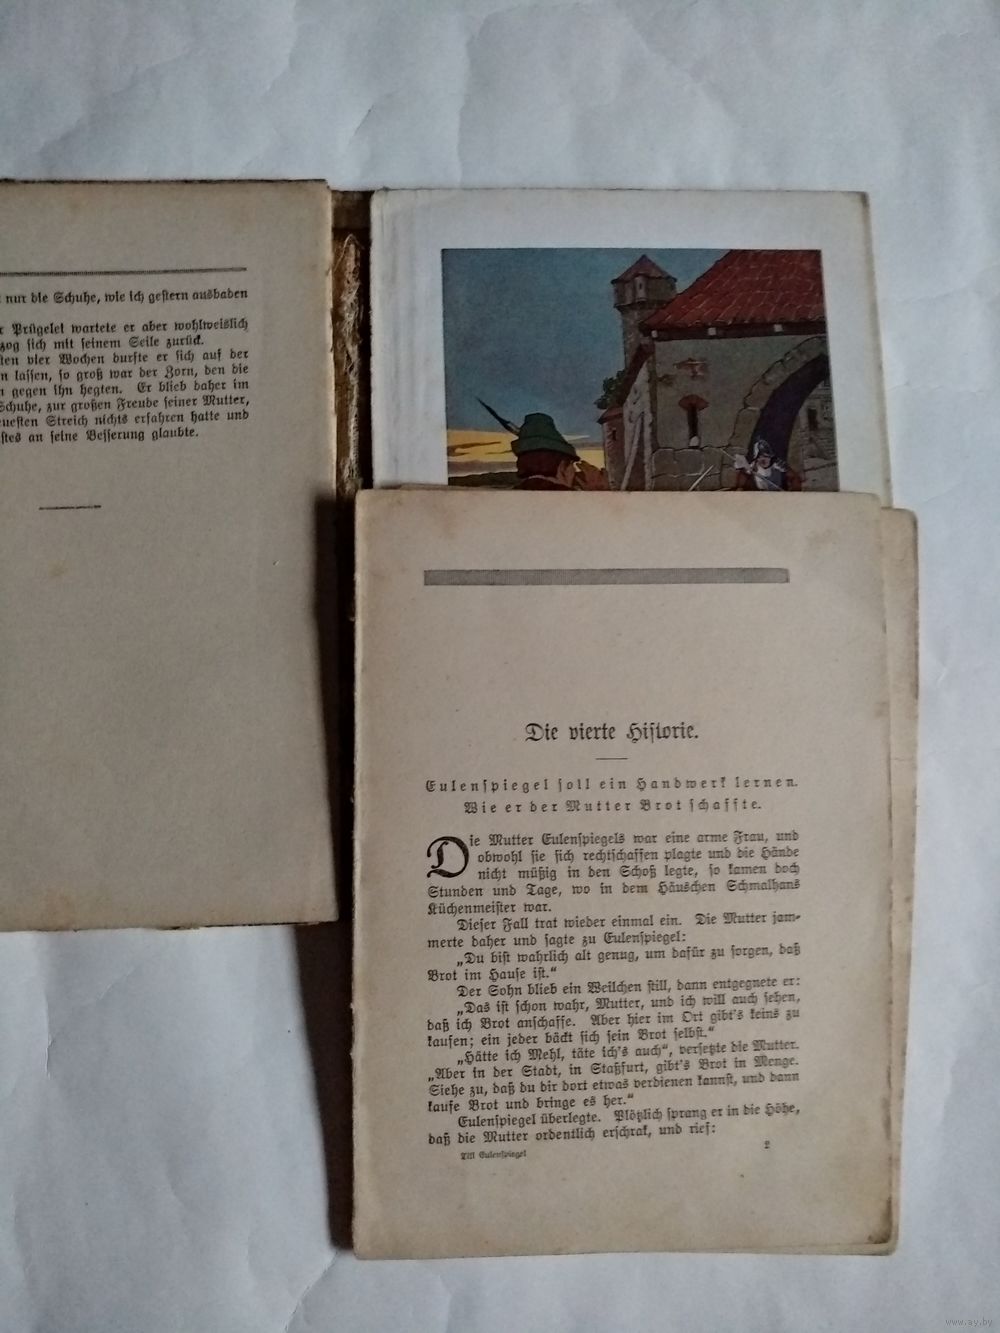 nur die Schuhe, wie ich gestern ausbaden
Prügelei wartete er aber wohlweislich
zog sich mit seinem Seile zurück.
vier Wochen durfte er sich auf der
lassen, so groß war der Zorn, den die
gegen ihn hegten. Er blieb daher im
Schuhe, zur großen Freude seiner Mutter,
Streich nichts erfahren hatte und
an seine Besserung glaubte.
Die vierte Historie.
Eulenspiegel soll ein Handwerk lernen.
Wie er der Mutter Brot schaffte.
Die Mutter Eulenspiegels war eine arme Frau, und
obwohl sie sich rechtschaffen plagte und die Hände
nicht müßig in den Schoß legte, so kamen doch
Stunden und Tage, wo in dem Häuschen Schmalhans
Küchenmeister war.
Dieser Fall trat wieder einmal ein. Die Mutter jam-
merte daher und sagte zu Eulenspiegel:
„Du bist wahrlich alt genug, um dafür zu sorgen, daß
Brot im Hause ist.“
Der Sohn blieb ein Weilchen still, dann entgegnete er:
„Das ist schon wahr, Mutter, und ich will auch sehen,
daß ich Brot anschaffe. Aber hier im Ort gibt's keins zu
kaufen; ein jeder bäckt sich sein Brot selbst.“
„Hätte ich Mehl, täte ich's auch“, versetzte die Mutter.
„Aber in der Stadt, in Staßfurt, gibt's Brot in Menge.
Siehe zu, daß du dir dort etwas verdienen kannst, und dann
kaufe Brot und bringe es her.“
Eulenspiegel überlegte. Plötzlich sprang er in die Höhe,
daß die Mutter ordentlich erschrak, und rief:
Till Eulenspiegel 2
www.ay.by